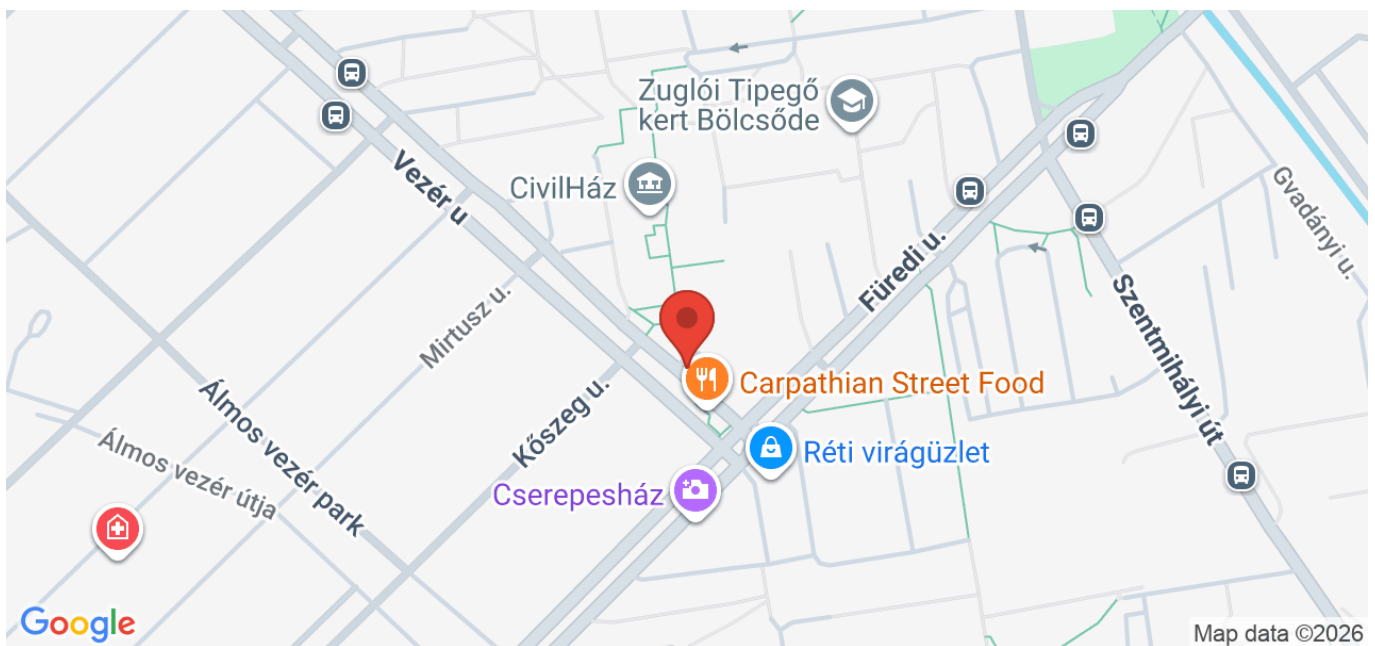 Zuglói Tipegő
kert Bölcsőde
CivilHáz
Vezér u
Gvadányi u.
Füredi u.
Mirtusz u.
Szentmihályi út
Carpathian Street Food
Álmos vezér park
Kőszeg u.
Álmos vezér útja
Réti virágüzlet
Cserepesház
Google
Map data ©2026